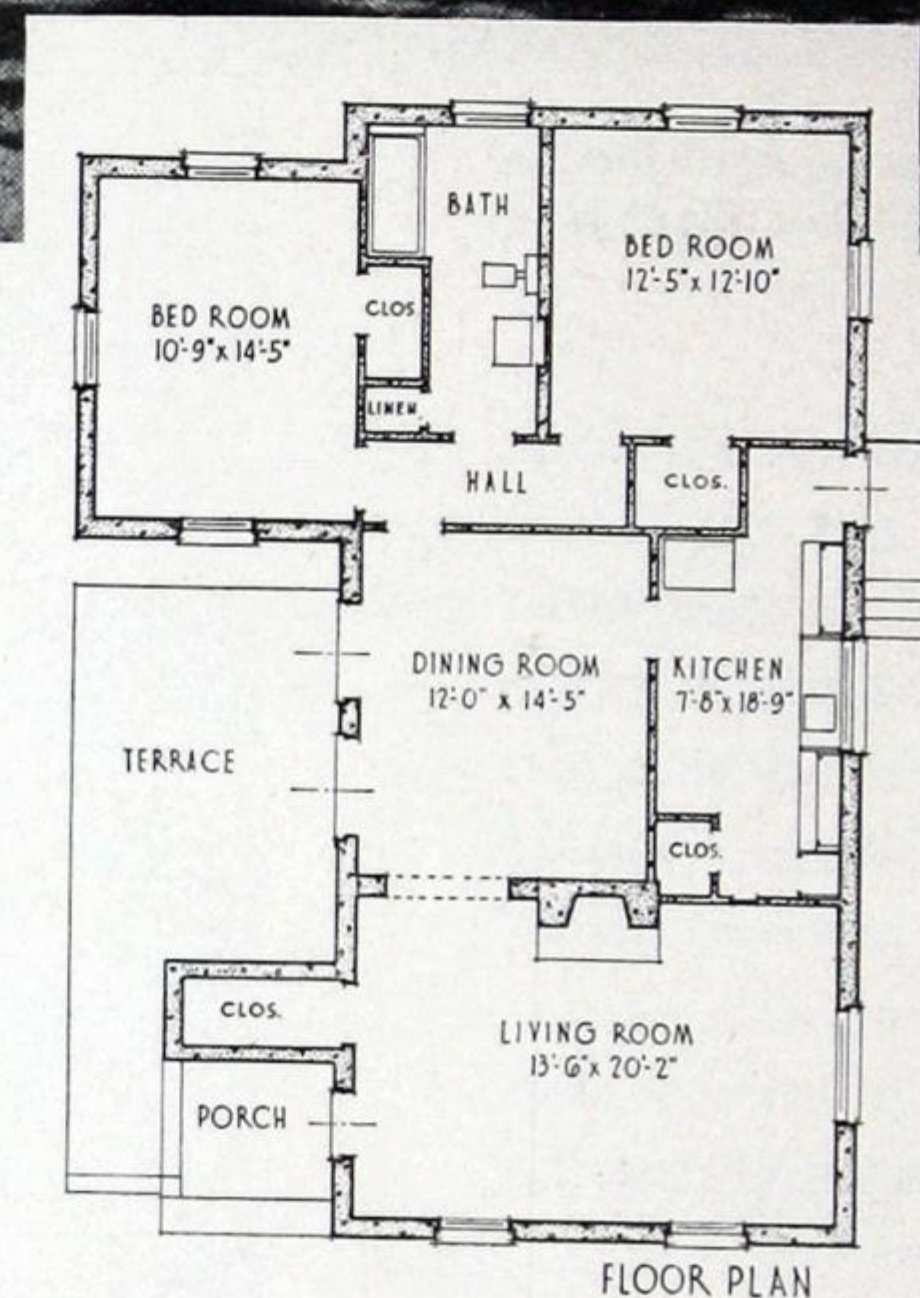 BATH
BED ROOM
12'-5" x 12'-10"
BED ROOM
10'-9" x 14'-5"
CLOS.
LINEN.
HALL
CLOS.
DINING ROOM
12'-0" x 14'-5"
KITCHEN
7'-8" x 18'-9"
TERRACE
CLOS.
CLOS.
LIVING ROOM
13'-6" x 20'-2"
PORCH
FLOOR PLAN